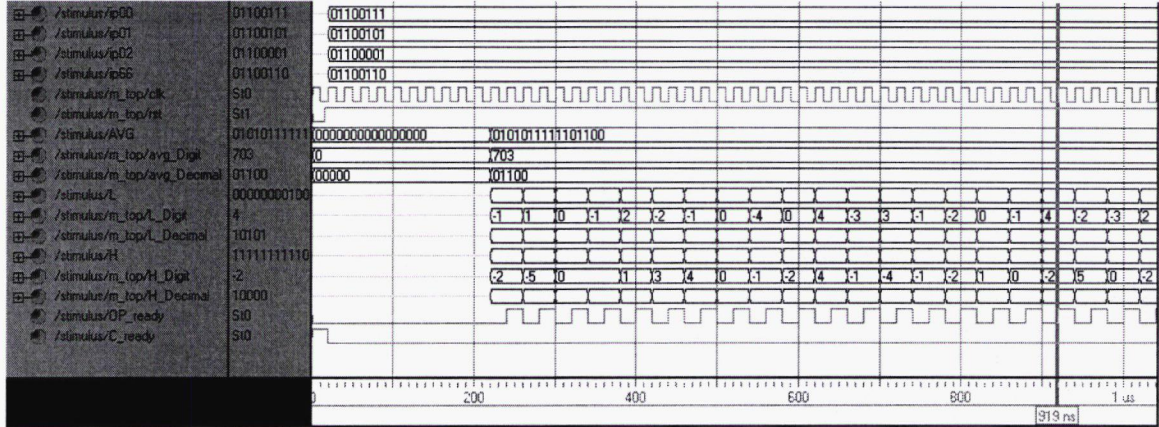 /stimulus/ip00 01100111 01100111
/stimulus/ip01 01100101 01100101
/stimulus/ip02 01100001 01100001
/stimulus/ip66 01100110 01100110
/stimulus/m_top/clk St0
/stimulus/m_top/rst St1
/stimulus/AVG 01010111111 0000000000000000 0101011111101100
/stimulus/m_top/avg_Digit 703 0 703
/stimulus/m_top/avg_Decimal 01100 00000 01100
/stimulus/L 00000000100
/stimulus/m_top/L_Digit 4 -1 1 0 -1 2 -2 -1 0 -4 0 4 -3 3 -1 -2 0 -1 4 -2 -3 2
/stimulus/m_top/L_Decimal 10101
/stimulus/H 11111111110
/stimulus/m_top/H_Digit -2 -2 -5 0 1 3 4 0 -1 -2 4 -1 -4 -1 -2 1 0 -2 5 0 -2
/stimulus/m_top/H_Decimal 10000
/stimulus/OP_ready St0
/stimulus/C_ready St0
0 200 400 600 800 1 us
919 ns